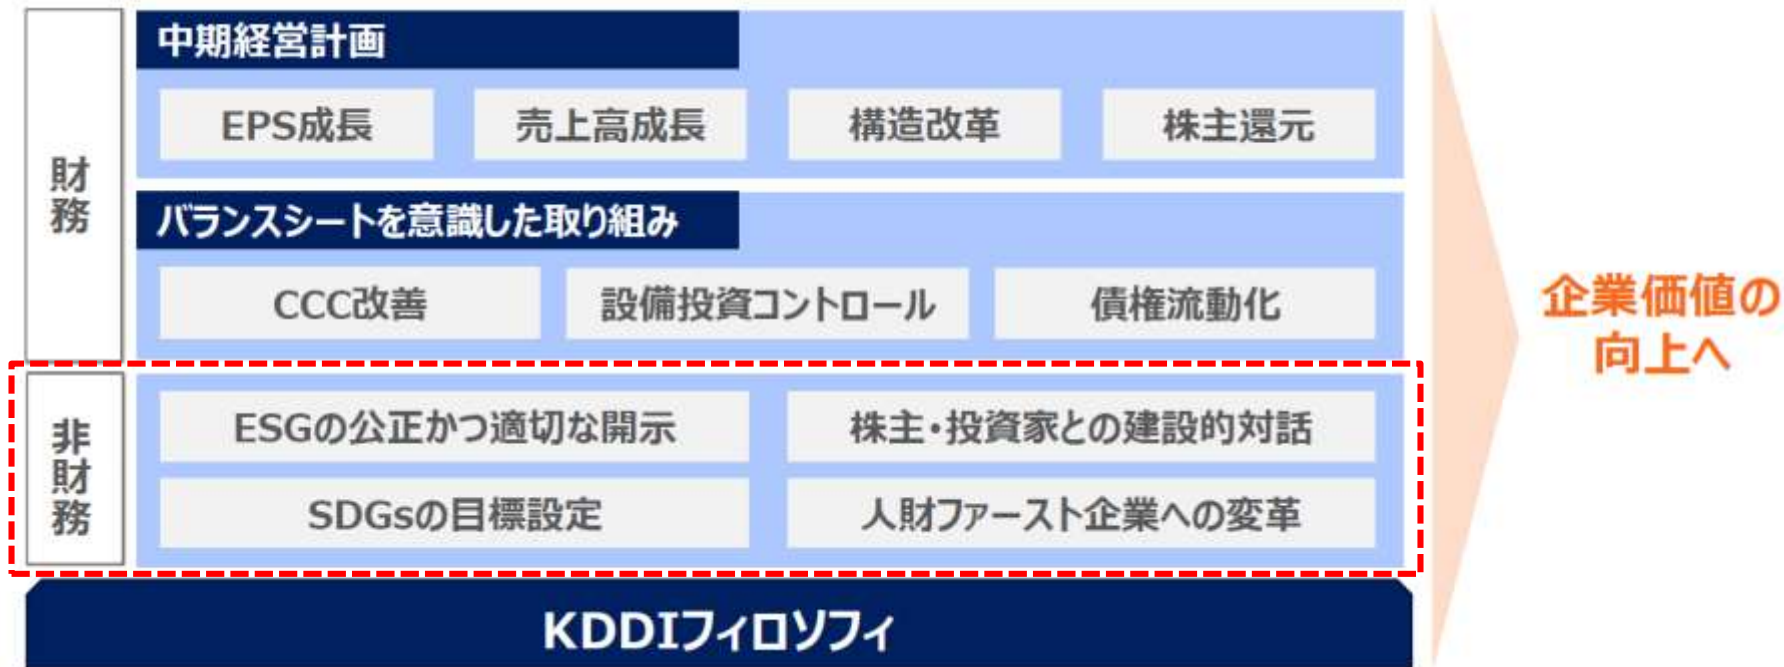 中期経営計画
EPS成長
売上高成長
構造改革
株主還元
財務
バランスシートを意識した取り組み
CCC改善
設備投資コントロール
債権流動化
企業価値の
向上へ
非財務
ESGの公正かつ適切な開示
株主・投資家との建設的対話
SDGsの目標設定
人財ファースト企業への変革
KDDIフィロソフィ